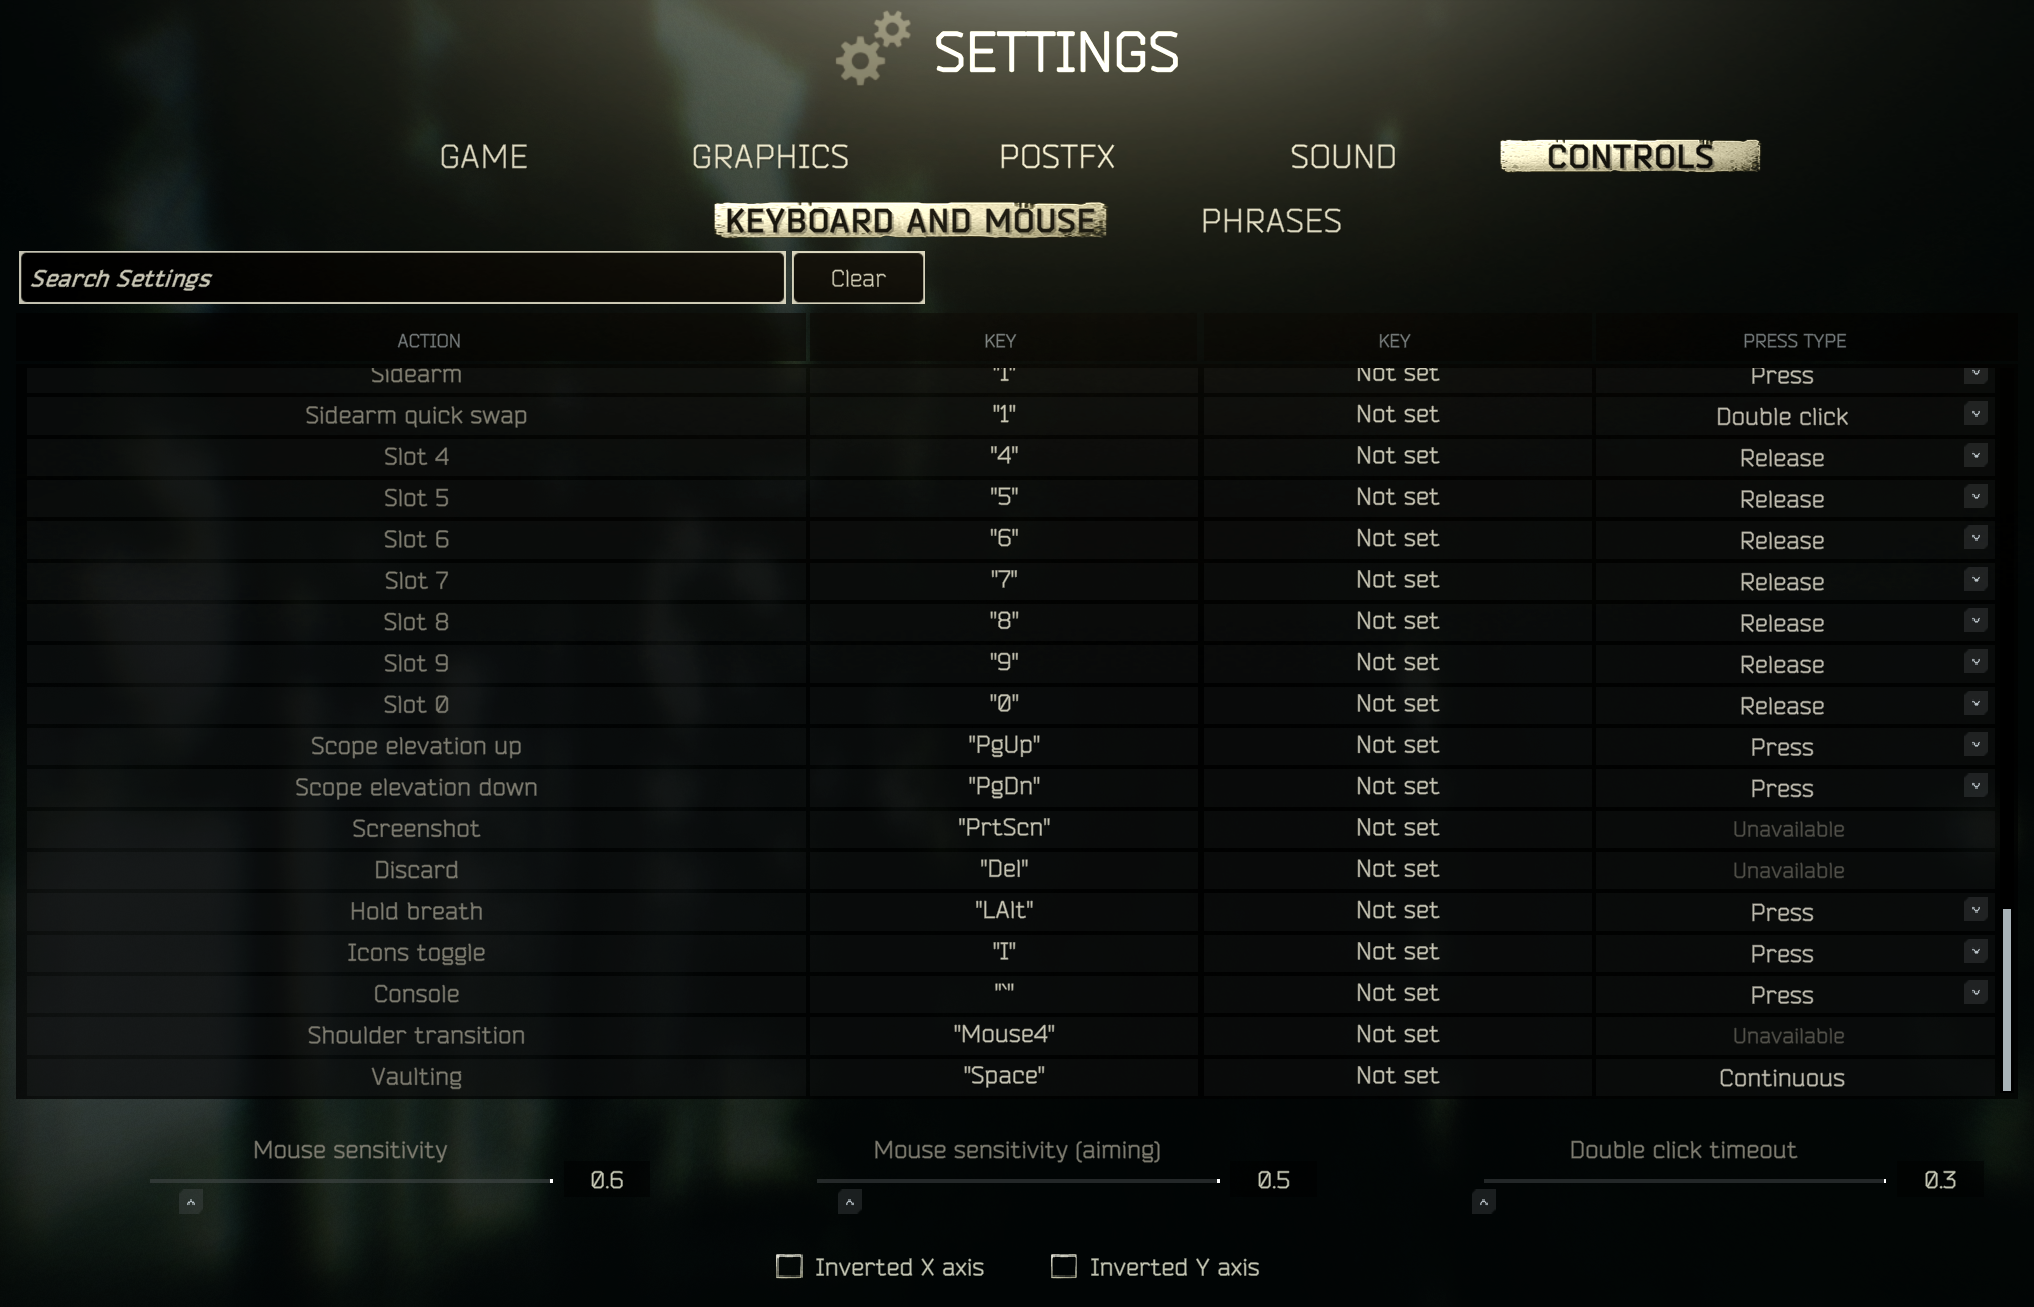 SETTINGS
GAME GRAPHICS POSTFX SOUND CONTROLS
KEYBOARD AND MOUSE PHRASES
Search Settings Clear
ACTION KEY KEY PRESS TYPE
Sidearm "1" Not set Press
Sidearm quick swap "1" Not set Double click
Slot 4 "4" Not set Release
Slot 5 "5" Not set Release
Slot 6 "6" Not set Release
Slot 7 "7" Not set Release
Slot 8 "8" Not set Release
Slot 9 "9" Not set Release
Slot 0 "0" Not set Release
Scope elevation up "PgUp" Not set Press
Scope elevation down "PgDn" Not set Press
Screenshot "PrtScn" Not set Unavailable
Discard "Del" Not set Unavailable
Hold breath "LAlt" Not set Press
Icons toggle "I" Not set Press
Console "`" Not set Press
Shoulder transition "Mouse4" Not set Unavailable
Vaulting "Space" Not set Continuous
Mouse sensitivity 0.6 Mouse sensitivity (aiming) 0.5 Double click timeout 0.3
Inverted X axis Inverted Y axis